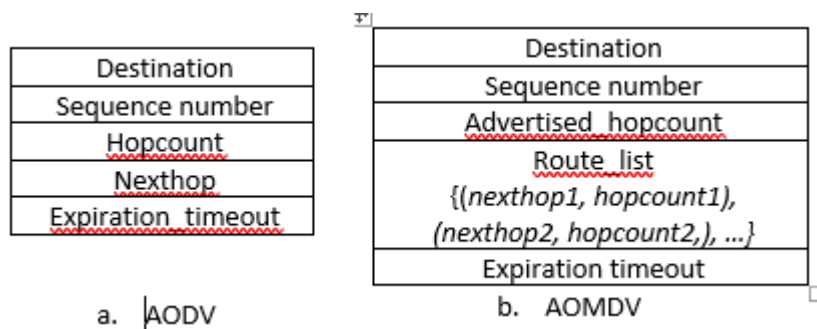 Destination
Sequence number
Hopcount
Nexthop
Expiration_timeout
a. AODV
Destination
Sequence number
Advertised_hopcount
Route_list
{(nexthop1, hopcount1),
(nexthop2, hopcount2,), ...}
Expiration timeout
b. AOMDV